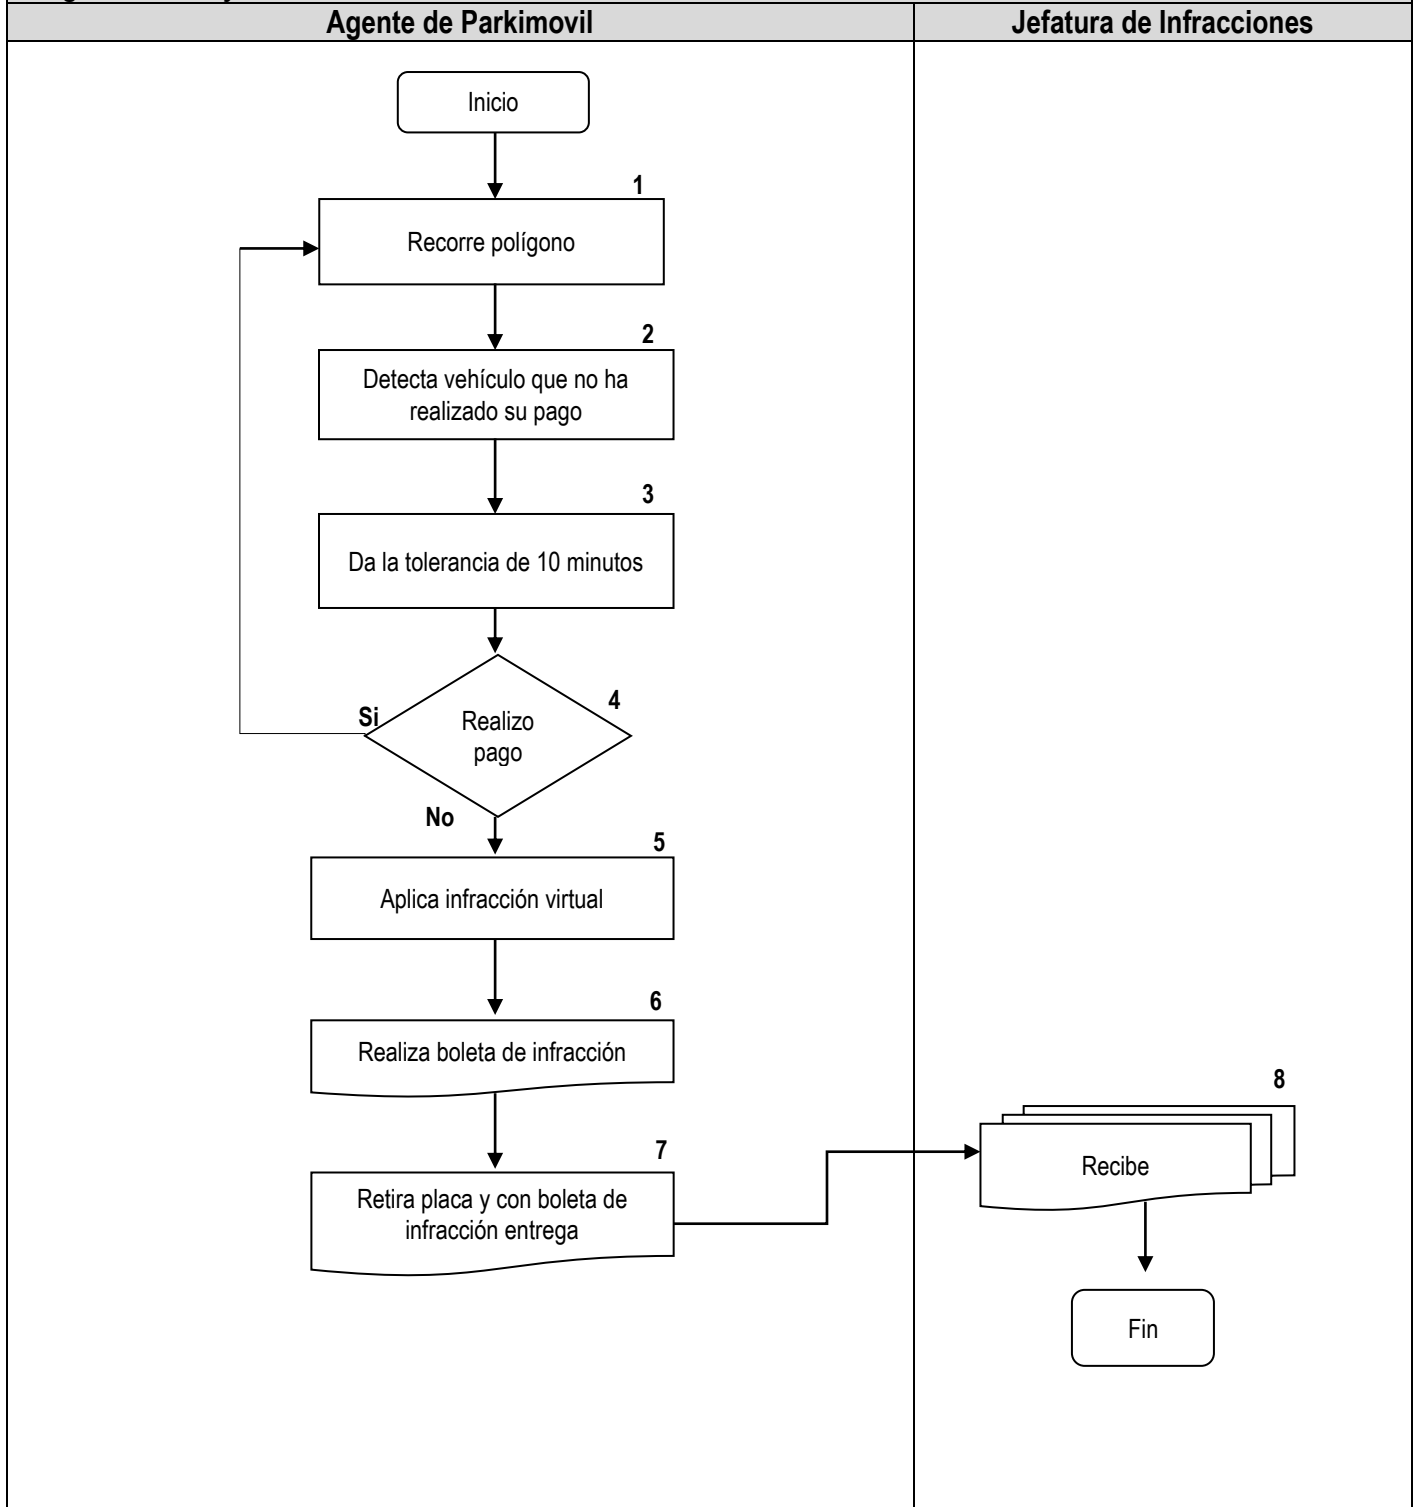 Agente de Parkimovil
Jefatura de Infracciones
Inicio
1
Recorre polígono
2
Detecta vehículo que no ha
realizado su pago
3
Da la tolerancia de 10 minutos
4
Si
Realizo
pago
No
5
Aplica infracción virtual
6
Realiza boleta de infracción
7
Retira placa y con boleta de
infracción entrega
8
Recibe
Fin